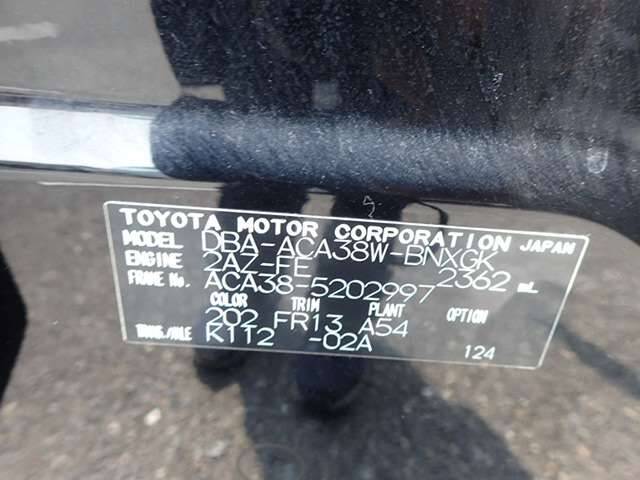 TOYOTA MOTOR CORPORATION JAPAN
MODEL DBA-ACA38W-BNXGK
ENGINE 2AZ-FE 2362 mL
FRAME No. ACA38-5202997
COLOR TRIM PLANT OPTION
202 FR13 A54
TRANS./AXLE K112 -02A 124